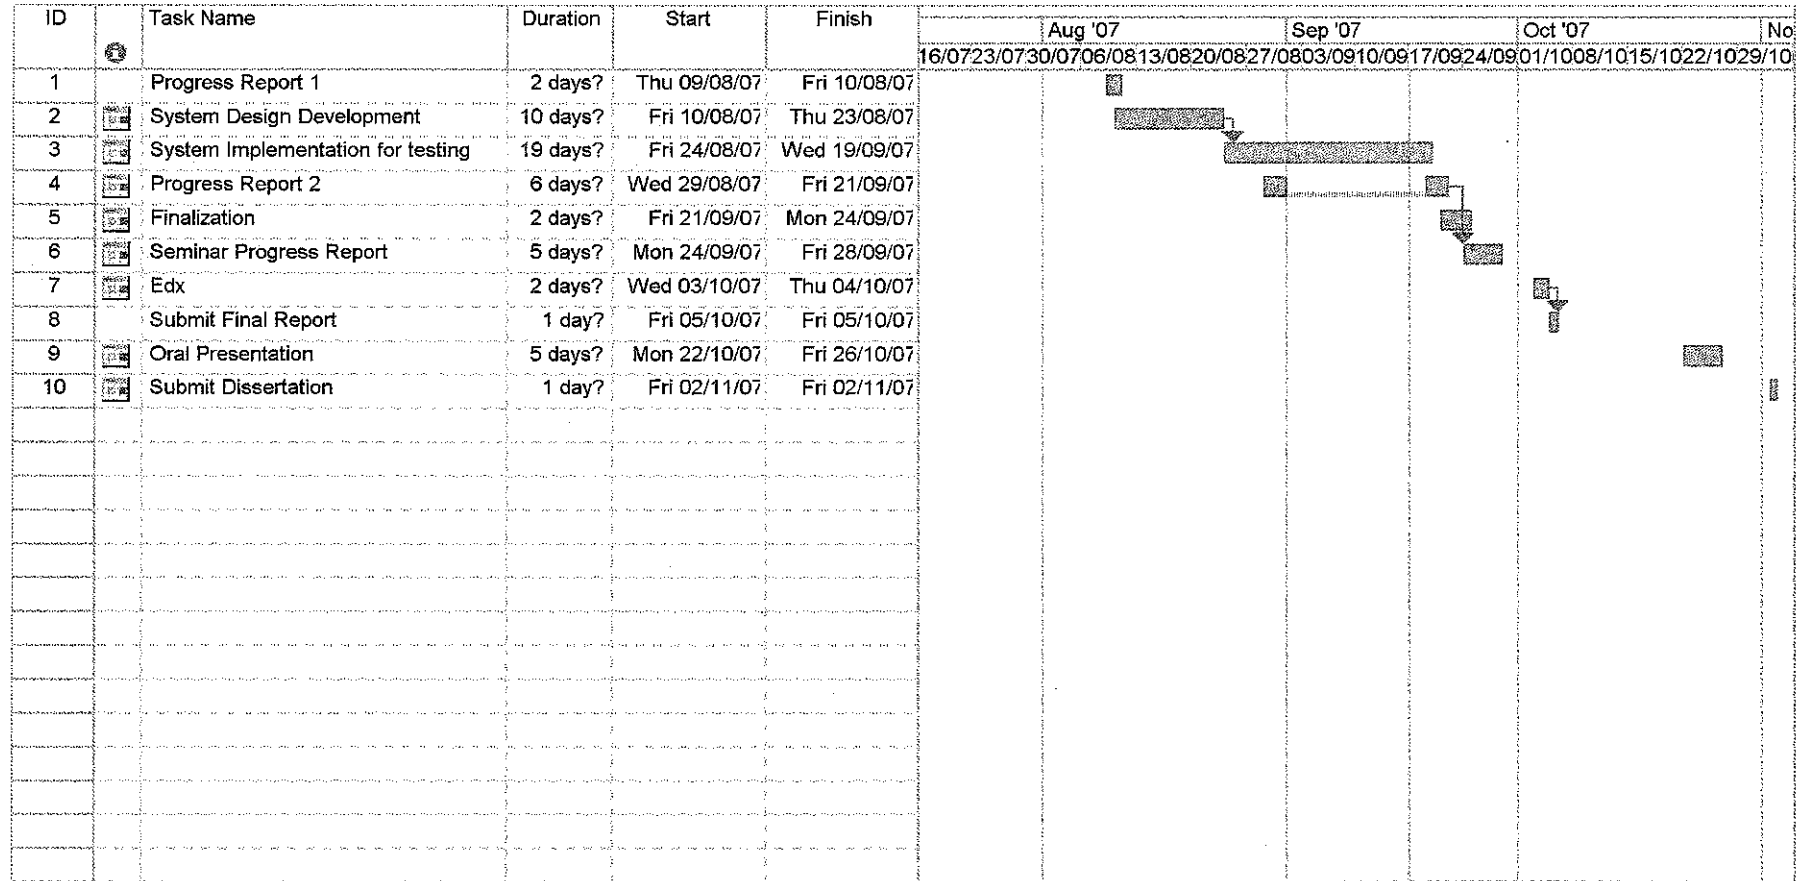 ID Task Name Duration Start Finish Aug '07 Sep '07 Oct '07 No
16/07 23/07 30/07 06/08 13/08 20/08 27/08 03/09 10/09 17/09 24/09 01/10 08/10 15/10 22/10 29/10
1 Progress Report 1 2 days? Thu 09/08/07 Fri 10/08/07
2 System Design Development 10 days? Fri 10/08/07 Thu 23/08/07
3 System Implementation for testing 19 days? Fri 24/08/07 Wed 19/09/07
4 Progress Report 2 6 days? Wed 29/08/07 Fri 21/09/07
5 Finalization 2 days? Fri 21/09/07 Mon 24/09/07
6 Seminar Progress Report 5 days? Mon 24/09/07 Fri 28/09/07
7 Edx 2 days? Wed 03/10/07 Thu 04/10/07
8 Submit Final Report 1 day? Fri 05/10/07 Fri 05/10/07
9 Oral Presentation 5 days? Mon 22/10/07 Fri 26/10/07
10 Submit Dissertation 1 day? Fri 02/11/07 Fri 02/11/07